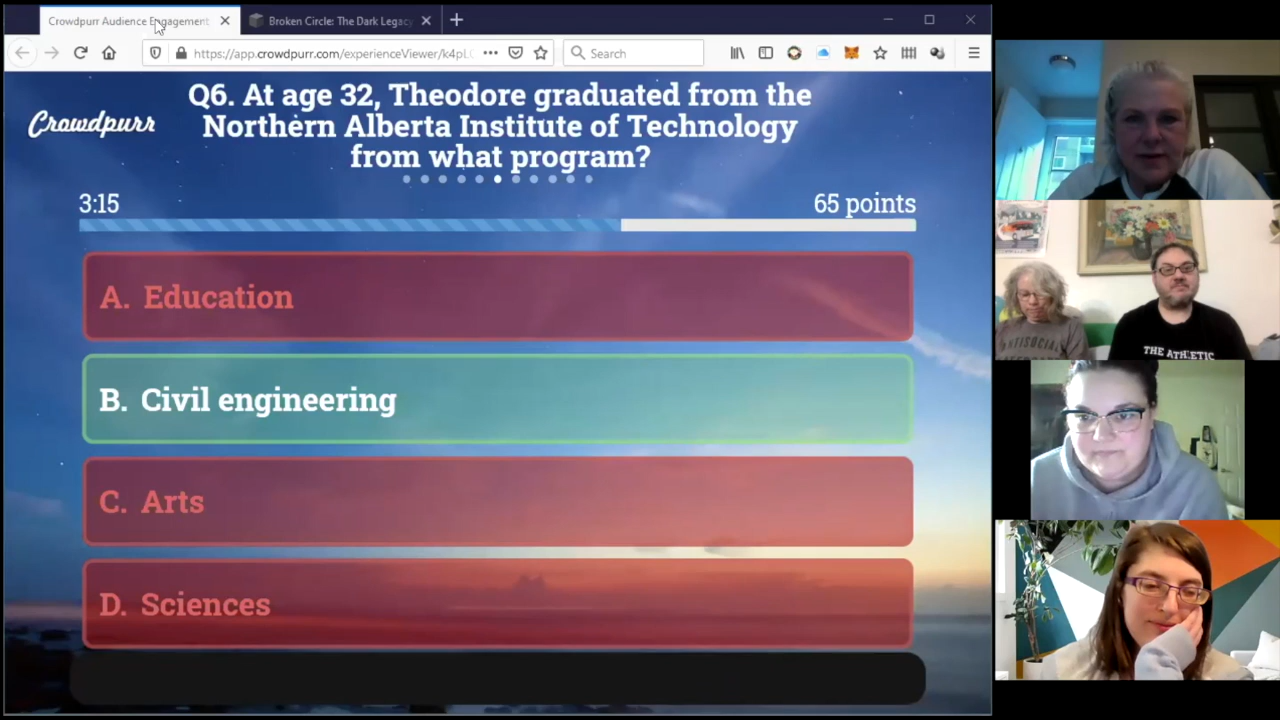 Crowdpurr Audience Engagement
Broken Circle: The Dark Legacy
https://app.crowdpurr.com/experienceViewer/k4pL
Search
Crowdpurr
Q6. At age 32, Theodore graduated from the
Northern Alberta Institute of Technology
from what program?
3:15
65 points
A. Education
B. Civil engineering
C. Arts
D. Sciences
ANTISOCIAL
THE ATHLETIC